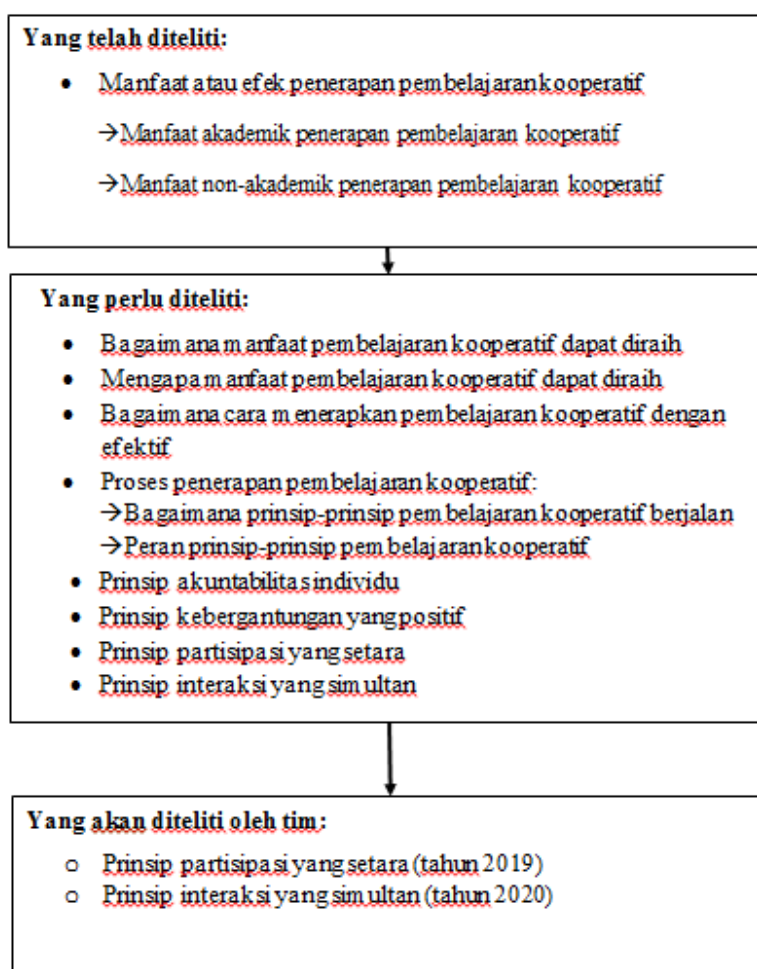 Yang telah diteliti:
• Manfaat atau efek penerapan pembelajaran kooperatif
→Manfaat akademik penerapan pembelajaran kooperatif
→Manfaat non-akademik penerapan pembelajaran kooperatif
Yang perlu diteliti:
• Bagaimana manfaat pembelajaran kooperatif dapat diraih
• Mengapa manfaat pembelajaran kooperatif dapat diraih
• Bagaimana cara menerapkan pembelajaran kooperatif dengan
efektif
• Proses penerapan pembelajaran kooperatif:
→Bagaimana prinsip-prinsip pembelajaran kooperatif berjalan
→Peran prinsip-prinsip pembelajaran kooperatif
• Prinsip akuntabilitas individu
• Prinsip kebergantungan yang positif
• Prinsip partisipasi yang setara
• Prinsip interaksi yang simultan
Yang akan diteliti oleh tim:
o Prinsip partisipasi yang setara (tahun 2019)
o Prinsip interaksi yang simultan (tahun 2020)